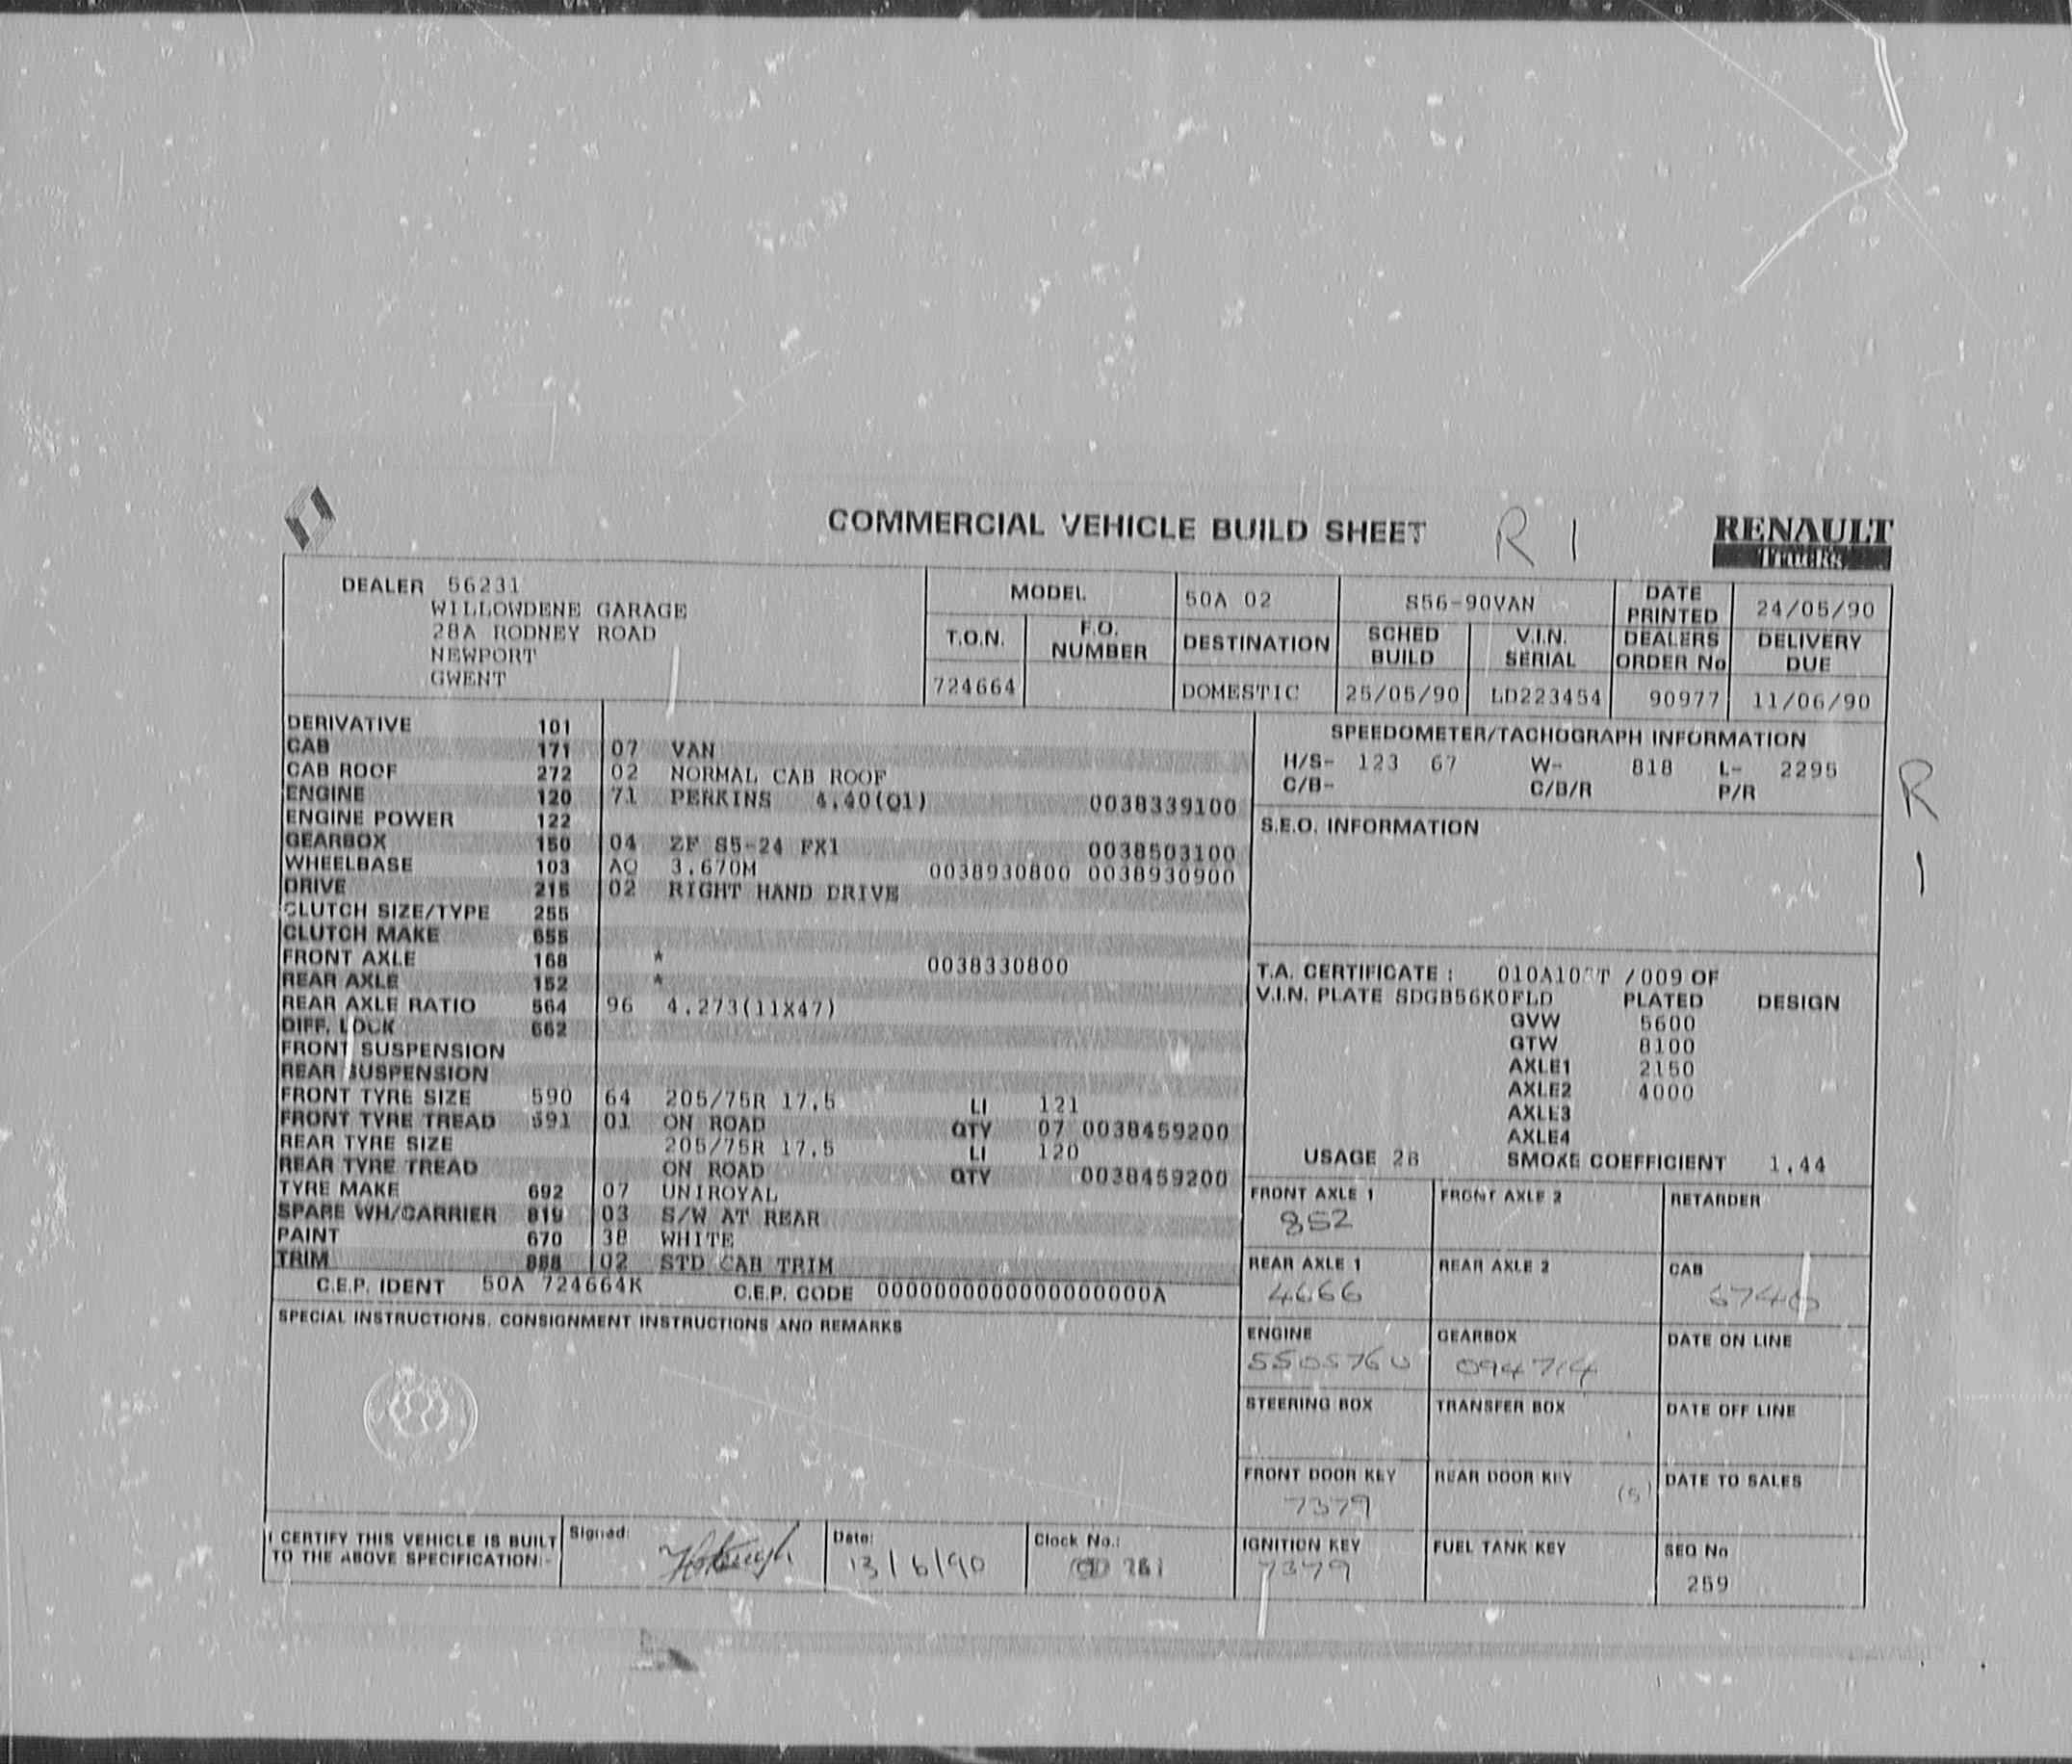 COMMERCIAL VEHICLE BUILD SHEET R 1
RENAULT
Trucks
DEALER 56231
WILLOWDENE GARAGE
28A RODNEY ROAD
NEWPORT
GWENT
MODEL 50A 02 S56-90VAN DATE PRINTED 24/05/90
T.O.N. F.O. NUMBER DESTINATION SCHED BUILD V.I.N. SERIAL DEALERS ORDER No DELIVERY DUE
724664 DOMESTIC 25/05/90 LD223454 90977 11/06/90
DERIVATIVE 101
CAB 171 07 VAN
CAB ROOF 272 02 NORMAL CAB ROOF
ENGINE 120 71 PERKINS 4.40(Q1) 0038339100
ENGINE POWER 122
GEARBOX 150 04 ZF S5-24 FX1 0038503100
WHEELBASE 103 AQ 3.670M 0038930800 0038930900
DRIVE 215 02 RIGHT HAND DRIVE
CLUTCH SIZE/TYPE 255
CLUTCH MAKE 655
FRONT AXLE 168 * 0038330800
REAR AXLE 152 *
REAR AXLE RATIO 564 96 4.273(11X47)
DIFF. LOCK 662
FRONT SUSPENSION
REAR SUSPENSION
FRONT TYRE SIZE 590 64 205/75R 17.5 LI 121
FRONT TYRE TREAD 591 01 ON ROAD QTY 07 0038459200
REAR TYRE SIZE 205/75R 17.5 LI 120
REAR TYRE TREAD ON ROAD QTY 0038459200
TYRE MAKE 692 07 UNIROYAL
SPARE WH/CARRIER 819 03 S/W AT REAR
PAINT 670 38 WHITE
TRIM 888 02 STD CAB TRIM
C.E.P. IDENT 50A 724664K C.E.P. CODE 0000000000000000000A
SPECIAL INSTRUCTIONS. CONSIGNMENT INSTRUCTIONS AND REMARKS
SPEEDOMETER/TACHOGRAPH INFORMATION
H/S- 123 67 W- 818 L- 2295
C/B- C/B/R P/R
S.E.O. INFORMATION
T.A. CERTIFICATE : /009 OF
V.I.N. PLATE SDGB56K0FLD PLATED DESIGN
GVW 5600
GTW 8100
AXLE1 2150
AXLE2 4000
AXLE3
AXLE4
USAGE 28 SMOKE COEFFICIENT 1.44
FRONT AXLE 1 FRONT AXLE 2 RETARDER
852
REAR AXLE 1 REAR AXLE 2 CAB
4666
ENGINE GEARBOX DATE ON LINE
094714
STEERING BOX TRANSFER BOX DATE OFF LINE
FRONT DOOR KEY REAR DOOR KEY (S) DATE TO SALES
7379
IGNITION KEY FUEL TANK KEY SEQ No
7379 259
I CERTIFY THIS VEHICLE IS BUILT
TO THE ABOVE SPECIFICATION:-
Signed: Date: Clock No.:
13/6/90 761
R
1